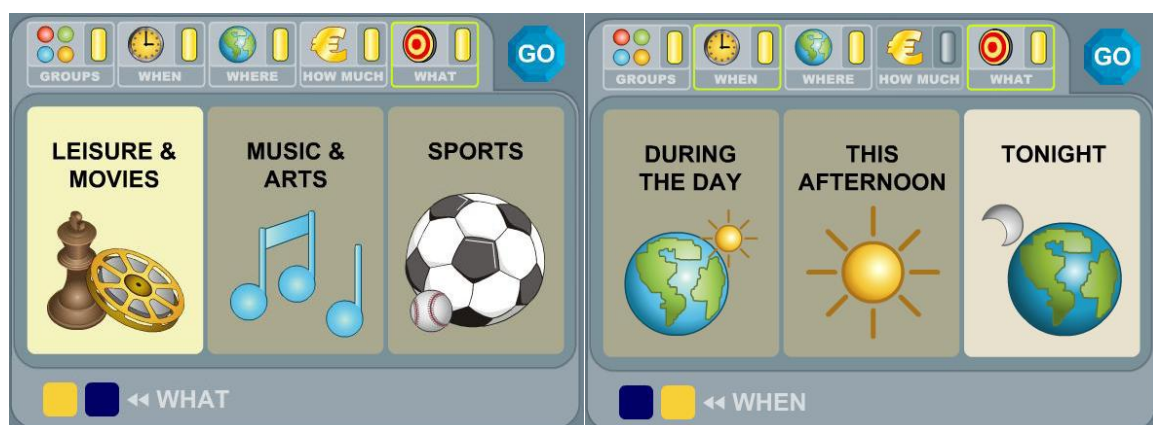 GROUPS WHEN WHERE HOW MUCH WHAT GO
LEISURE &
MOVIES
MUSIC &
ARTS
SPORTS
◂◂ WHAT
GROUPS WHEN WHERE HOW MUCH WHAT GO
DURING
THE DAY
THIS
AFTERNOON
TONIGHT
◂◂ WHEN